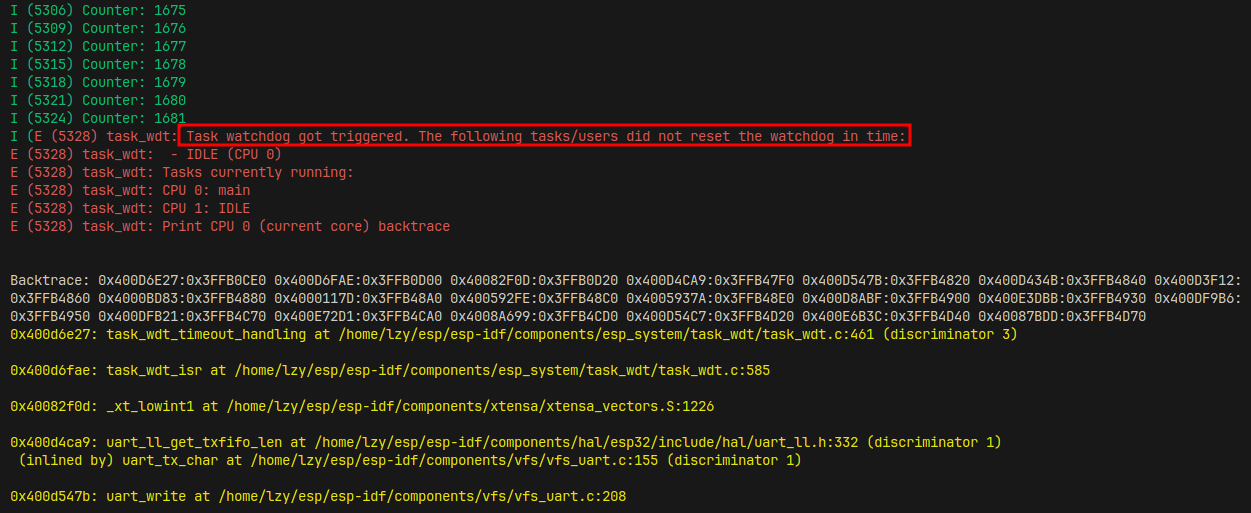 I (5306) Counter: 1675
I (5309) Counter: 1676
I (5312) Counter: 1677
I (5315) Counter: 1678
I (5318) Counter: 1679
I (5321) Counter: 1680
I (5324) Counter: 1681
I (E (5328) task_wdt: Task watchdog got triggered. The following tasks/users did not reset the watchdog in time:
E (5328) task_wdt:  - IDLE (CPU 0)
E (5328) task_wdt: Tasks currently running:
E (5328) task_wdt: CPU 0: main
E (5328) task_wdt: CPU 1: IDLE
E (5328) task_wdt: Print CPU 0 (current core) backtrace
Backtrace: 0x400D6E27:0x3FFB0CE0 0x400D6FAE:0x3FFB0D00 0x40082F0D:0x3FFB0D20 0x400D4CA9:0x3FFB47F0 0x400D547B:0x3FFB4820 0x400D434B:0x3FFB4840 0x400D3F12:
0x3FFB4860 0x4000BD83:0x3FFB4880 0x4000117D:0x3FFB48A0 0x400592FE:0x3FFB48C0 0x4005937A:0x3FFB48E0 0x400D8ABF:0x3FFB4900 0x400E3DBB:0x3FFB4930 0x400DF9B6:
0x3FFB4950 0x400DFB21:0x3FFB4C70 0x400E72D1:0x3FFB4CA0 0x4008A699:0x3FFB4CD0 0x400D54C7:0x3FFB4D20 0x400E6B3C:0x3FFB4D40 0x40087BDD:0x3FFB4D70
0x400d6e27: task_wdt_timeout_handling at /home/lzy/esp/esp-idf/components/esp_system/task_wdt/task_wdt.c:461 (discriminator 3)
0x400d6fae: task_wdt_isr at /home/lzy/esp/esp-idf/components/esp_system/task_wdt/task_wdt.c:585
0x40082f0d: _xt_lowint1 at /home/lzy/esp/esp-idf/components/xtensa/xtensa_vectors.S:1226
0x400d4ca9: uart_ll_get_txfifo_len at /home/lzy/esp/esp-idf/components/hal/esp32/include/hal/uart_ll.h:332 (discriminator 1)
(inlined by) uart_tx_char at /home/lzy/esp/esp-idf/components/vfs/vfs_uart.c:155 (discriminator 1)
0x400d547b: uart_write at /home/lzy/esp/esp-idf/components/vfs/vfs_uart.c:208